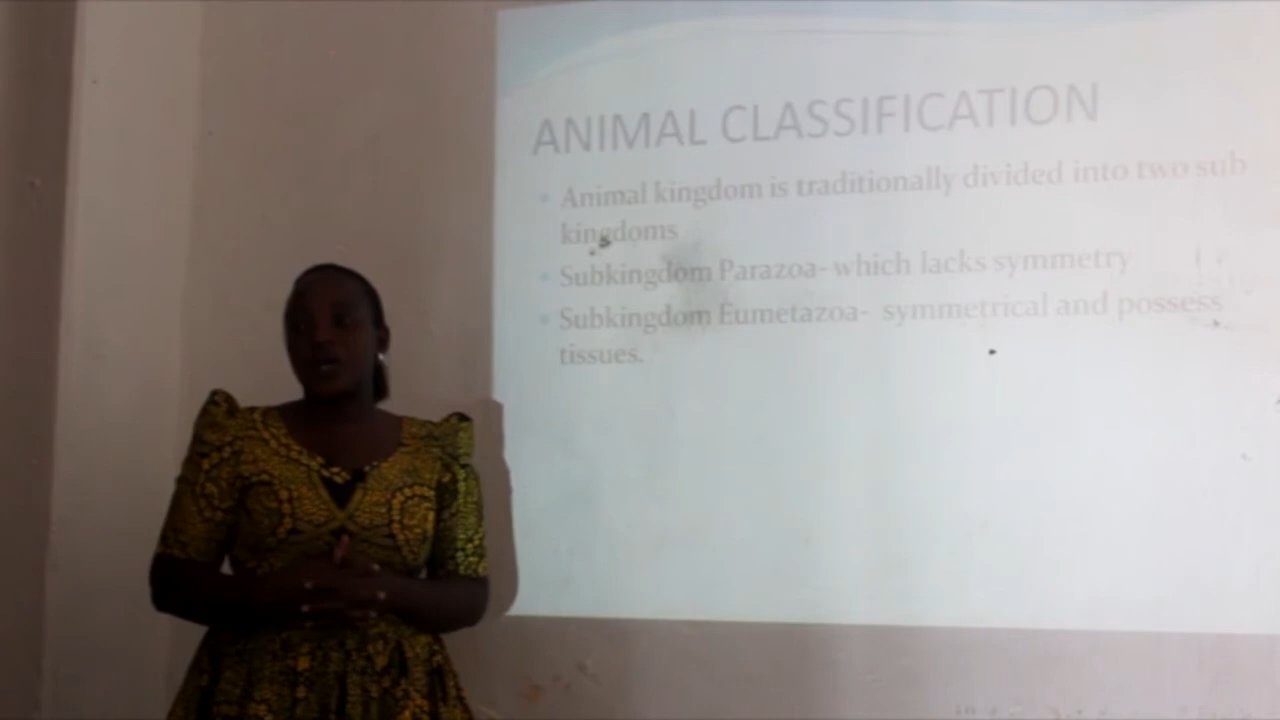 ANIMAL CLASSIFICATION
• Animal kingdom is traditionally divided into two sub
kingdoms
• Subkingdom Parazoa- which lacks symmetry
• Subkingdom Eumetazoa- symmetrical and possess
tissues.